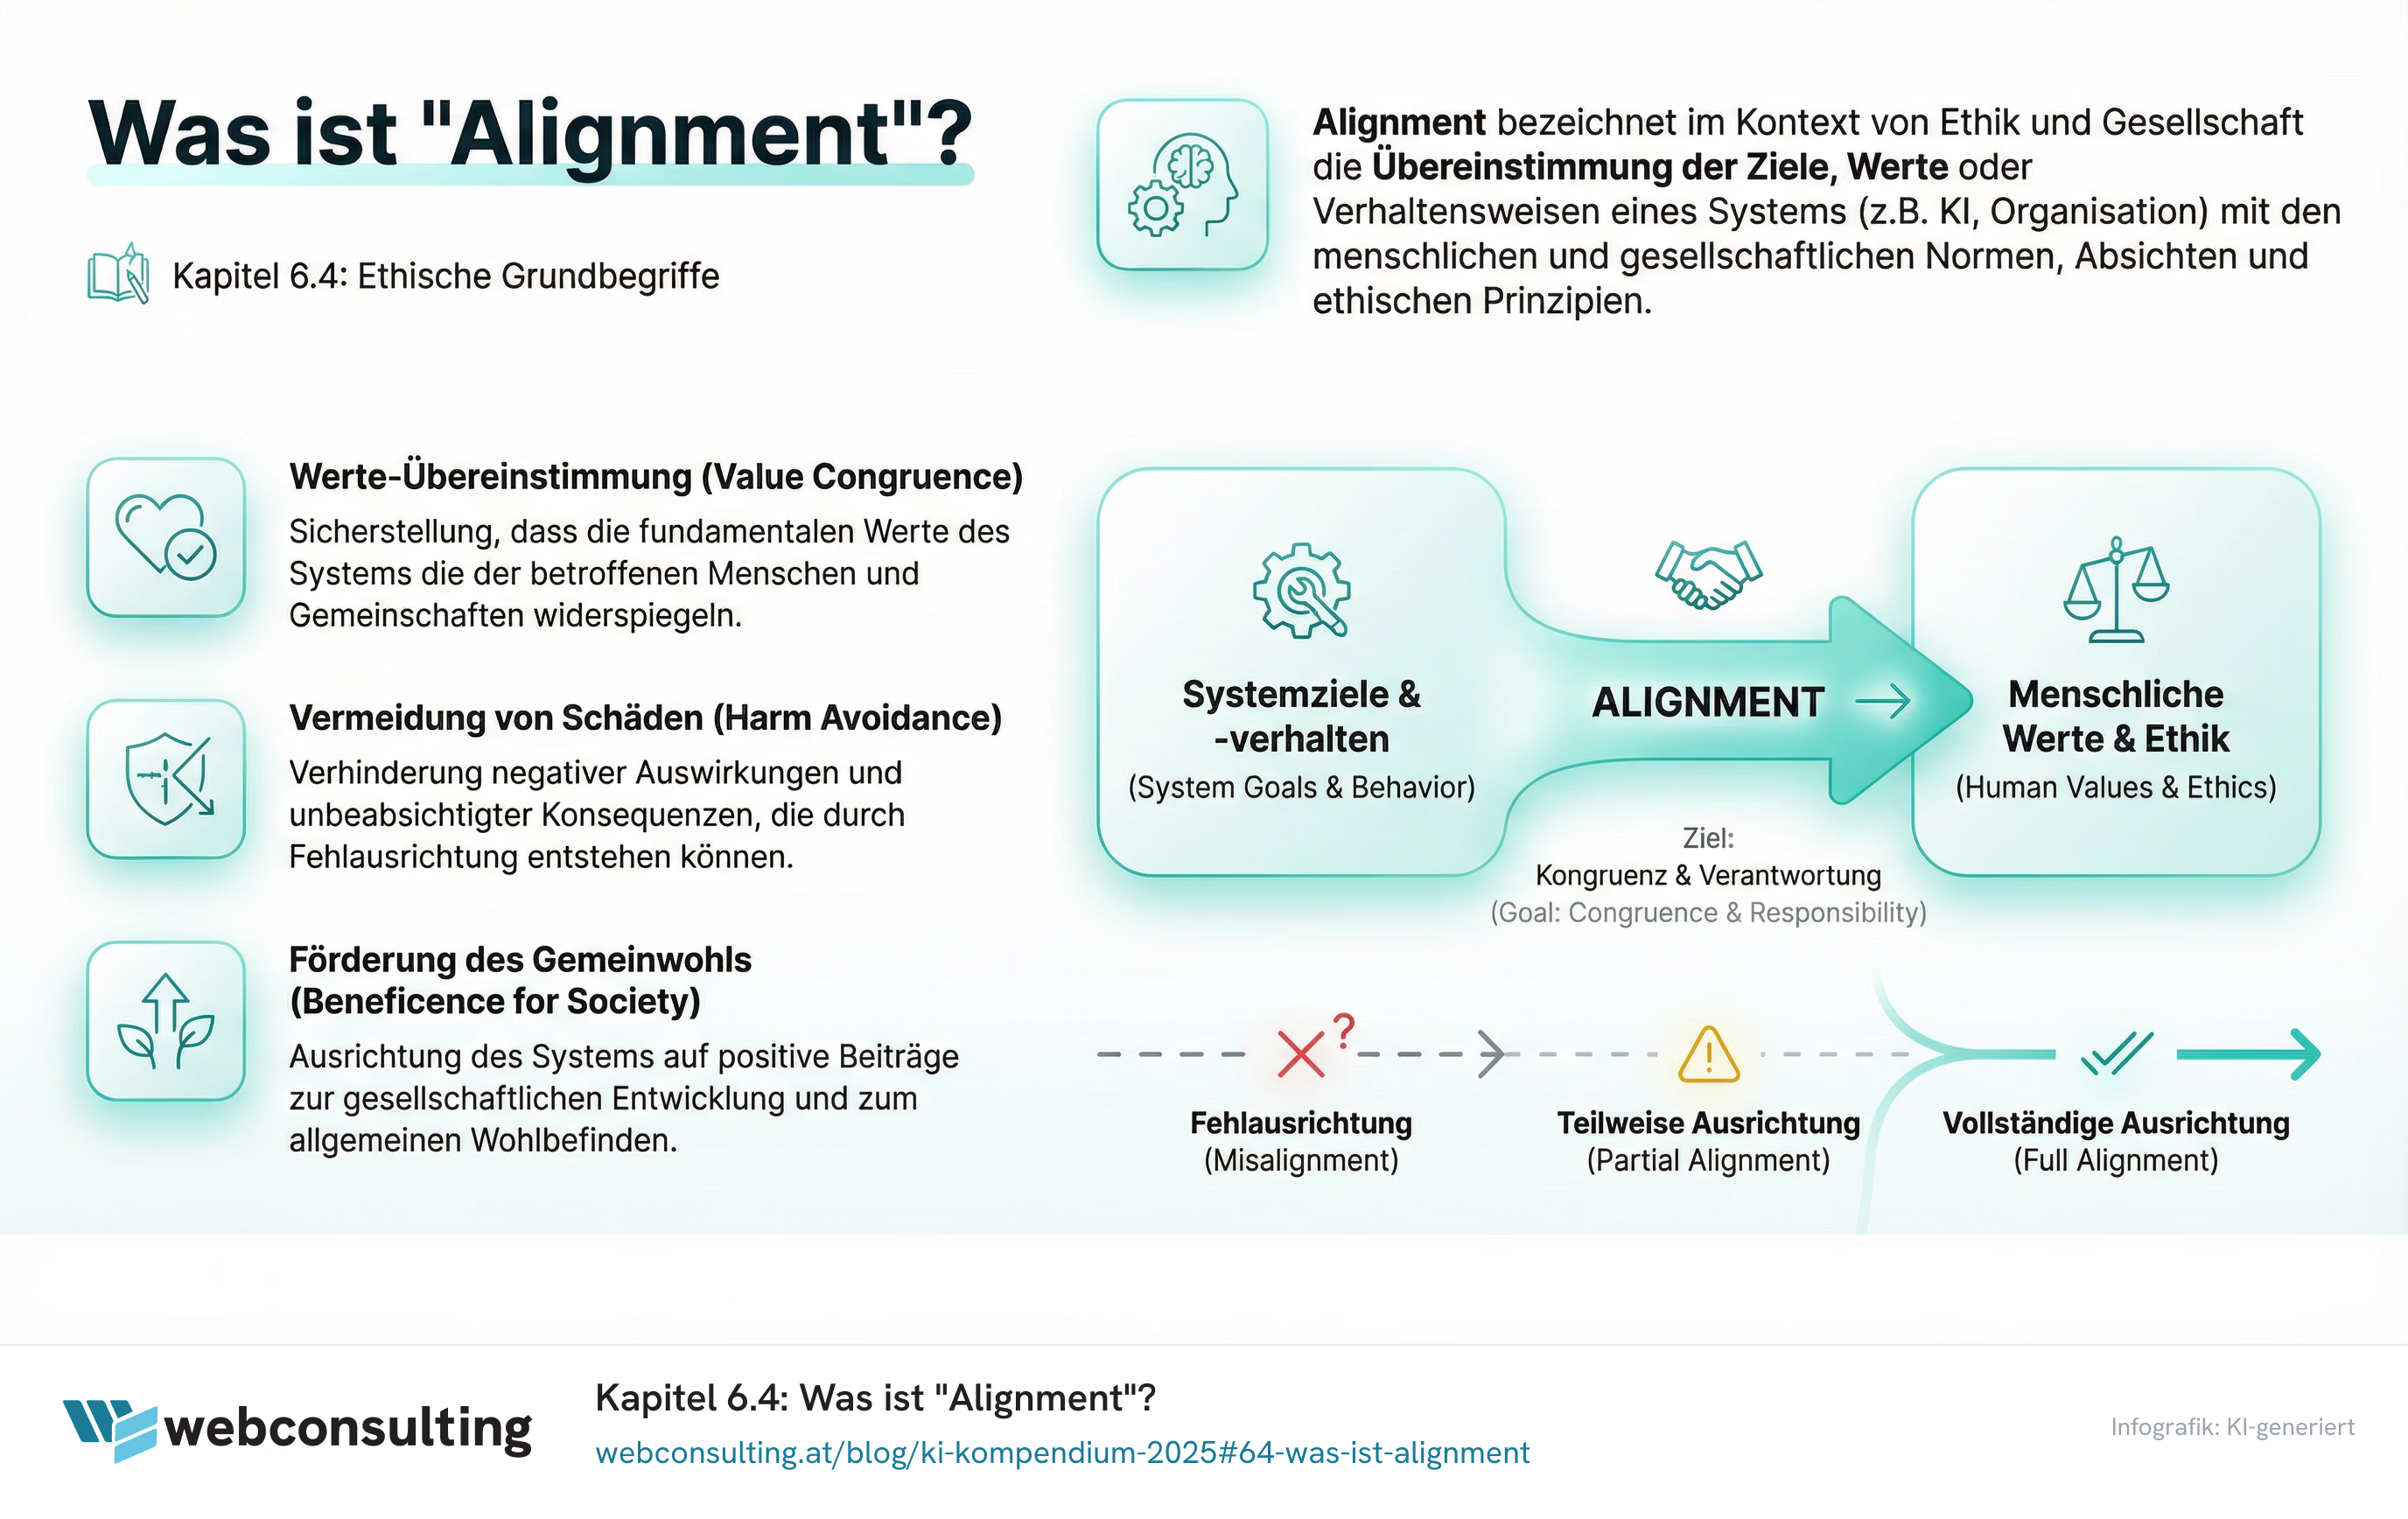 Was ist "Alignment"?
Kapitel 6.4: Ethische Grundbegriffe
Alignment bezeichnet im Kontext von Ethik und Gesellschaft
die Übereinstimmung der Ziele, Werte oder
Verhaltensweisen eines Systems (z.B. KI, Organisation) mit den
menschlichen und gesellschaftlichen Normen, Absichten und
ethischen Prinzipien.
Werte-Übereinstimmung (Value Congruence)
Sicherstellung, dass die fundamentalen Werte des
Systems die der betroffenen Menschen und
Gemeinschaften widerspiegeln.
Vermeidung von Schäden (Harm Avoidance)
Verhinderung negativer Auswirkungen und
unbeabsichtigter Konsequenzen, die durch
Fehlausrichtung entstehen können.
Förderung des Gemeinwohls
(Beneficence for Society)
Ausrichtung des Systems auf positive Beiträge
zur gesellschaftlichen Entwicklung und zum
allgemeinen Wohlbefinden.
Systemziele &
-verhalten
(System Goals & Behavior)
ALIGNMENT
Ziel:
Kongruenz & Verantwortung
(Goal: Congruence & Responsibility)
Menschliche
Werte & Ethik
(Human Values & Ethics)
?
Fehlausrichtung
(Misalignment)
Teilweise Ausrichtung
(Partial Alignment)
Vollständige Ausrichtung
(Full Alignment)
webconsulting
Kapitel 6.4: Was ist "Alignment"?
webconsulting.at/blog/ki-kompendium-2025#64-was-ist-alignment
Infografik: KI-generiert